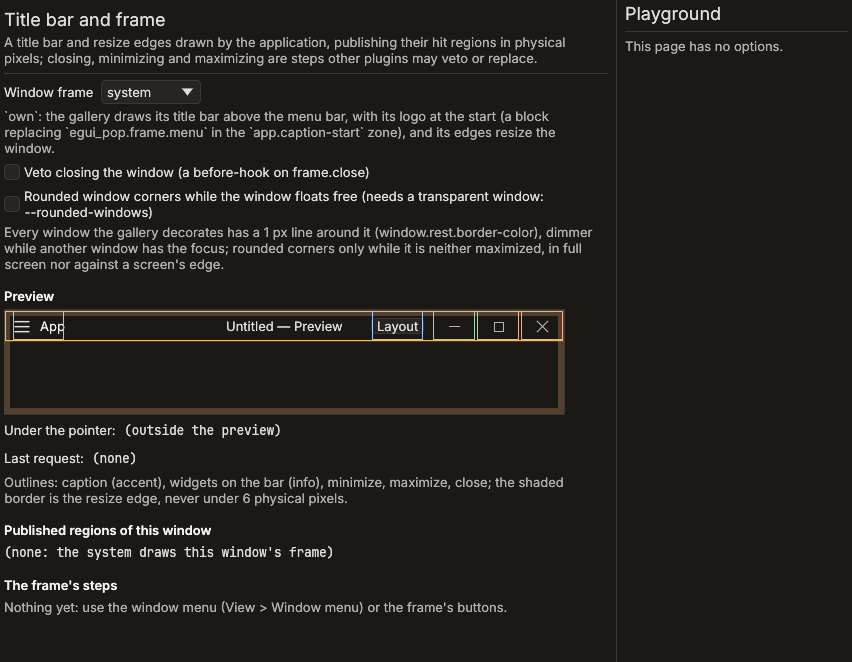 Title bar and frame
A title bar and resize edges drawn by the application, publishing their hit regions in physical
pixels; closing, minimizing and maximizing are steps other plugins may veto or replace.
Window frame system
`own`: the gallery draws its title bar above the menu bar, with its logo at the start (a block
replacing `egui_pop.frame.menu` in the `app.caption-start` zone), and its edges resize the
window.
Veto closing the window (a before-hook on frame.close)
Rounded window corners while the window floats free (needs a transparent window:
--rounded-windows)
Every window the gallery decorates has a 1 px line around it (window.rest.border-color), dimmer
while another window has the focus; rounded corners only while it is neither maximized, in full
screen nor against a screen's edge.
Preview
App Untitled — Preview Layout
Under the pointer: (outside the preview)
Last request: (none)
Outlines: caption (accent), widgets on the bar (info), minimize, maximize, close; the shaded
border is the resize edge, never under 6 physical pixels.
Published regions of this window
(none: the system draws this window's frame)
The frame's steps
Nothing yet: use the window menu (View > Window menu) or the frame's buttons.
Playground
This page has no options.